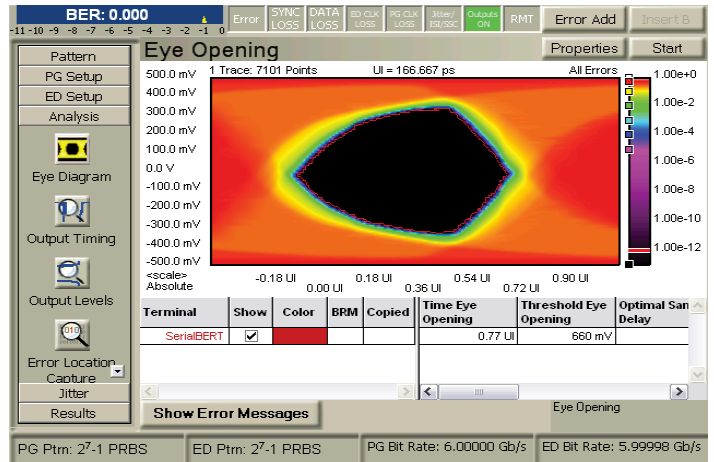 BER: 0.000
-11 -10 -9 -8 -7 -6 -5 -4 -3 -2 -1 0
Error
SYNC LOSS
DATA LOSS
ED CLK LOSS
PG CLK LOSS
Jitter/ ISI/SSC
Outputs ON
RMT
Error Add
Insert B
Pattern
PG Setup
ED Setup
Analysis
Eye Diagram
Output Timing
Output Levels
010
Error Location
Capture
Jitter
Results
Eye Opening
Properties
Start
1 Trace: 7101 Points
UI = 166.667 ps
All Errors
500.0 mV
400.0 mV
300.0 mV
200.0 mV
100.0 mV
0.0 V
-100.0 mV
-200.0 mV
-300.0 mV
-400.0 mV
-500.0 mV
1.00e+0
1.00e-2
1.00e-4
1.00e-6
1.00e-8
1.00e-10
1.00e-12
<scale>
Absolute
-0.18 UI
0.00 UI
0.18 UI
0.36 UI
0.54 UI
0.72 UI
0.90 UI
Terminal Show Color BRM Copied Time Eye Opening Threshold Eye Opening Optimal San Delay
SerialBERT 0.77 UI 660 mV
Show Error Messages
Eye Opening
PG Ptrn: 2^7-1 PRBS
ED Ptrn: 2^7-1 PRBS
PG Bit Rate: 6.00000 Gb/s
ED Bit Rate: 5.99998 Gb/s